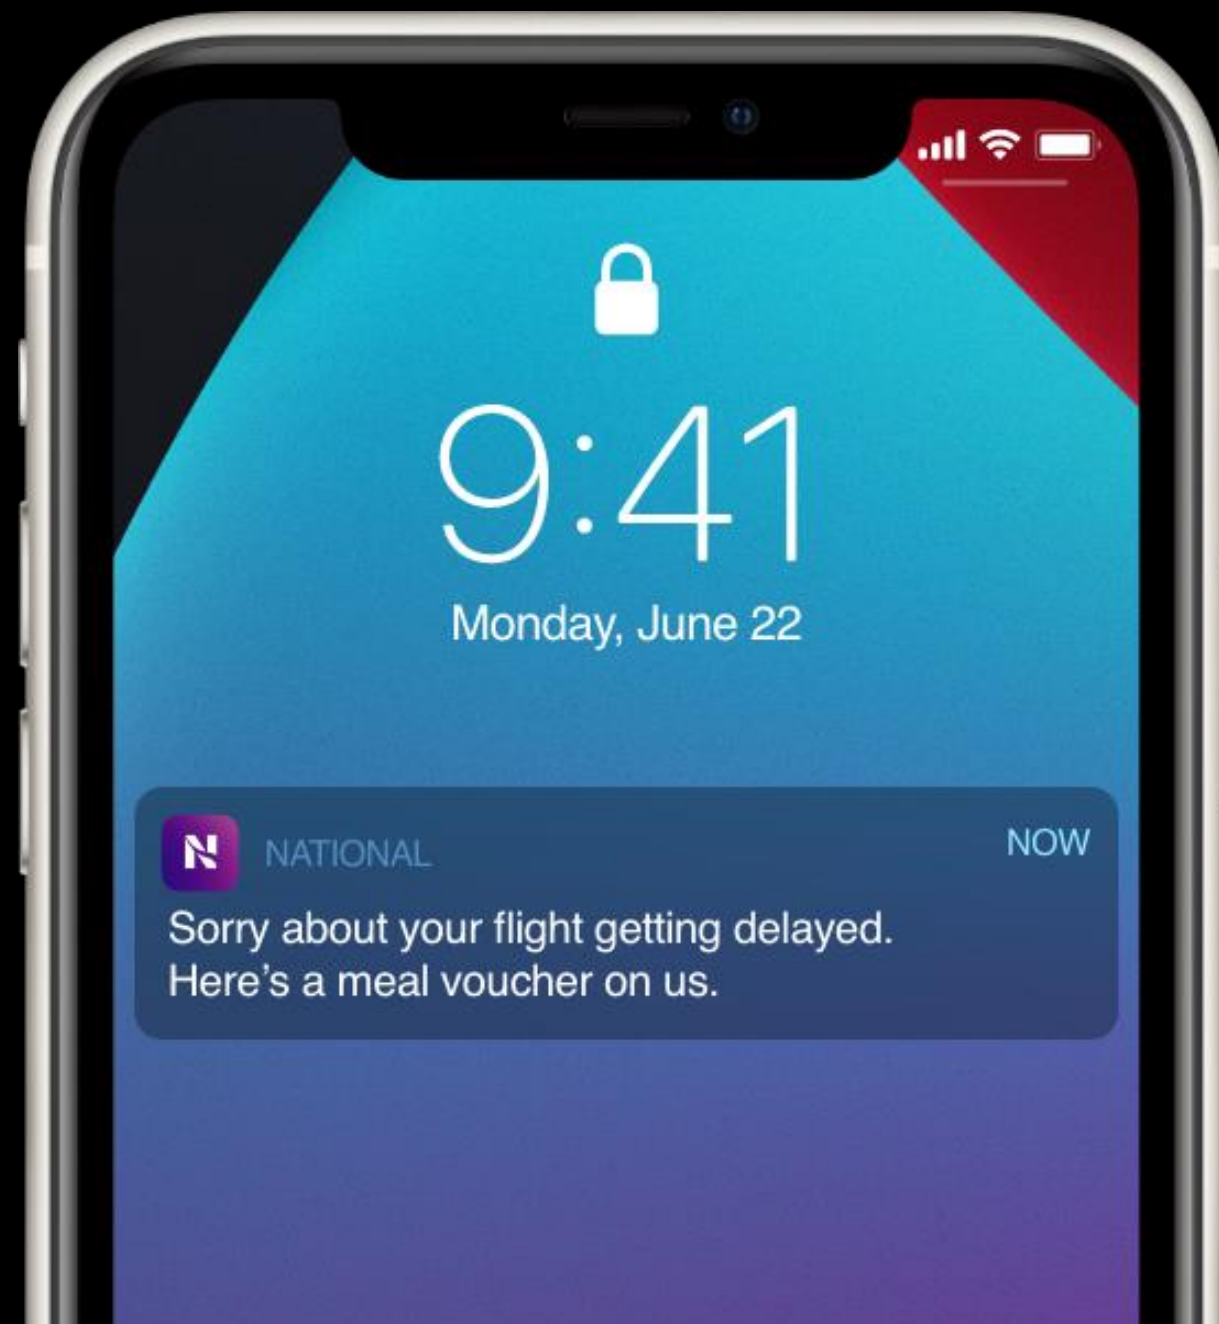 9:41
Monday, June 22
N NATIONAL
NOW
Sorry about your flight getting delayed.
Here’s a meal voucher on us.